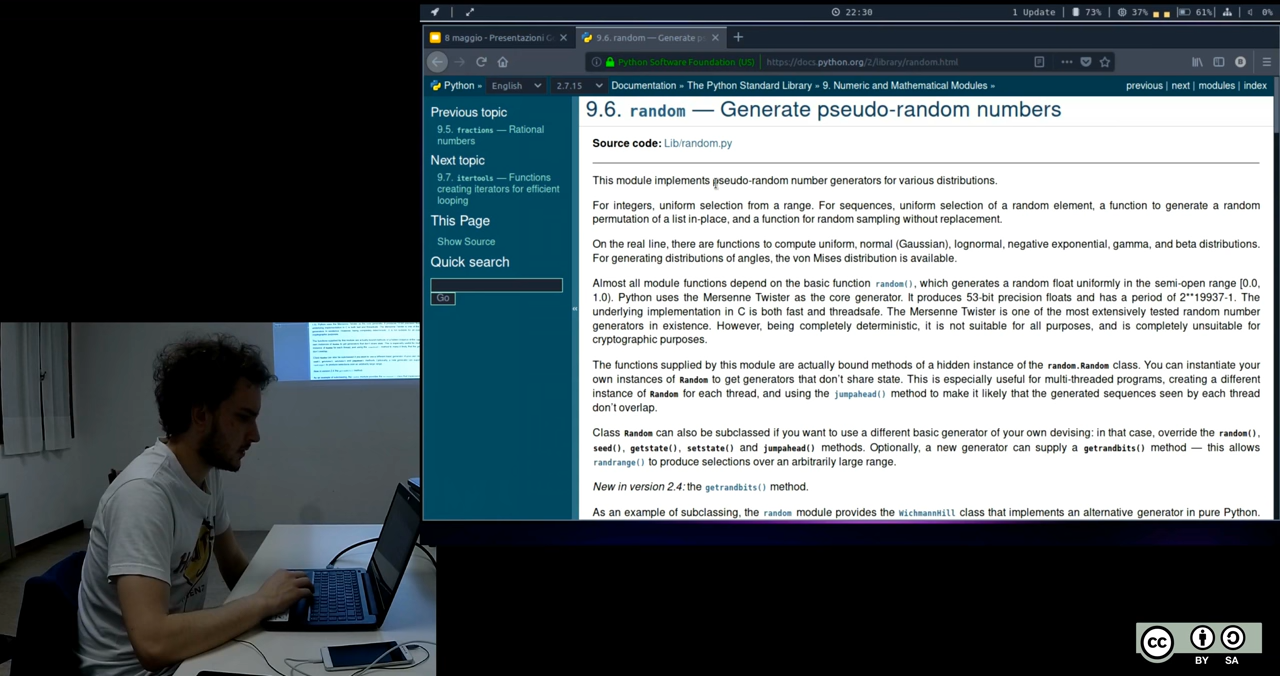 22:30
1 Update
73%
37%
61%
0%
8 maggio - Presentazioni G
9.6. random — Generate ps
Python Software Foundation (US)
https://docs.python.org/2/library/random.html
Python » English 2.7.15 Documentation » The Python Standard Library » 9. Numeric and Mathematical Modules »
previous | next | modules | index
Previous topic
9.5. fractions — Rational
numbers
Next topic
9.7. itertools — Functions
creating iterators for efficient
looping
This Page
Show Source
Quick search
Go
«
9.6. random — Generate pseudo-random numbers
Source code: Lib/random.py
This module implements pseudo-random number generators for various distributions.
For integers, uniform selection from a range. For sequences, uniform selection of a random element, a function to generate a random
permutation of a list in-place, and a function for random sampling without replacement.
On the real line, there are functions to compute uniform, normal (Gaussian), lognormal, negative exponential, gamma, and beta distributions.
For generating distributions of angles, the von Mises distribution is available.
Almost all module functions depend on the basic function random(), which generates a random float uniformly in the semi-open range [0.0,
1.0). Python uses the Mersenne Twister as the core generator. It produces 53-bit precision floats and has a period of 2**19937-1. The
underlying implementation in C is both fast and threadsafe. The Mersenne Twister is one of the most extensively tested random number
generators in existence. However, being completely deterministic, it is not suitable for all purposes, and is completely unsuitable for
cryptographic purposes.
The functions supplied by this module are actually bound methods of a hidden instance of the random.Random class. You can instantiate your
own instances of Random to get generators that don't share state. This is especially useful for multi-threaded programs, creating a different
instance of Random for each thread, and using the jumpahead() method to make it likely that the generated sequences seen by each thread
don't overlap.
Class Random can also be subclassed if you want to use a different basic generator of your own devising: in that case, override the random(),
seed(), getstate(), setstate() and jumpahead() methods. Optionally, a new generator can supply a getrandbits() method — this allows
randrange() to produce selections over an arbitrarily large range.
New in version 2.4: the getrandbits() method.
As an example of subclassing, the random module provides the WichmannHill class that implements an alternative generator in pure Python.
CC
BY SA